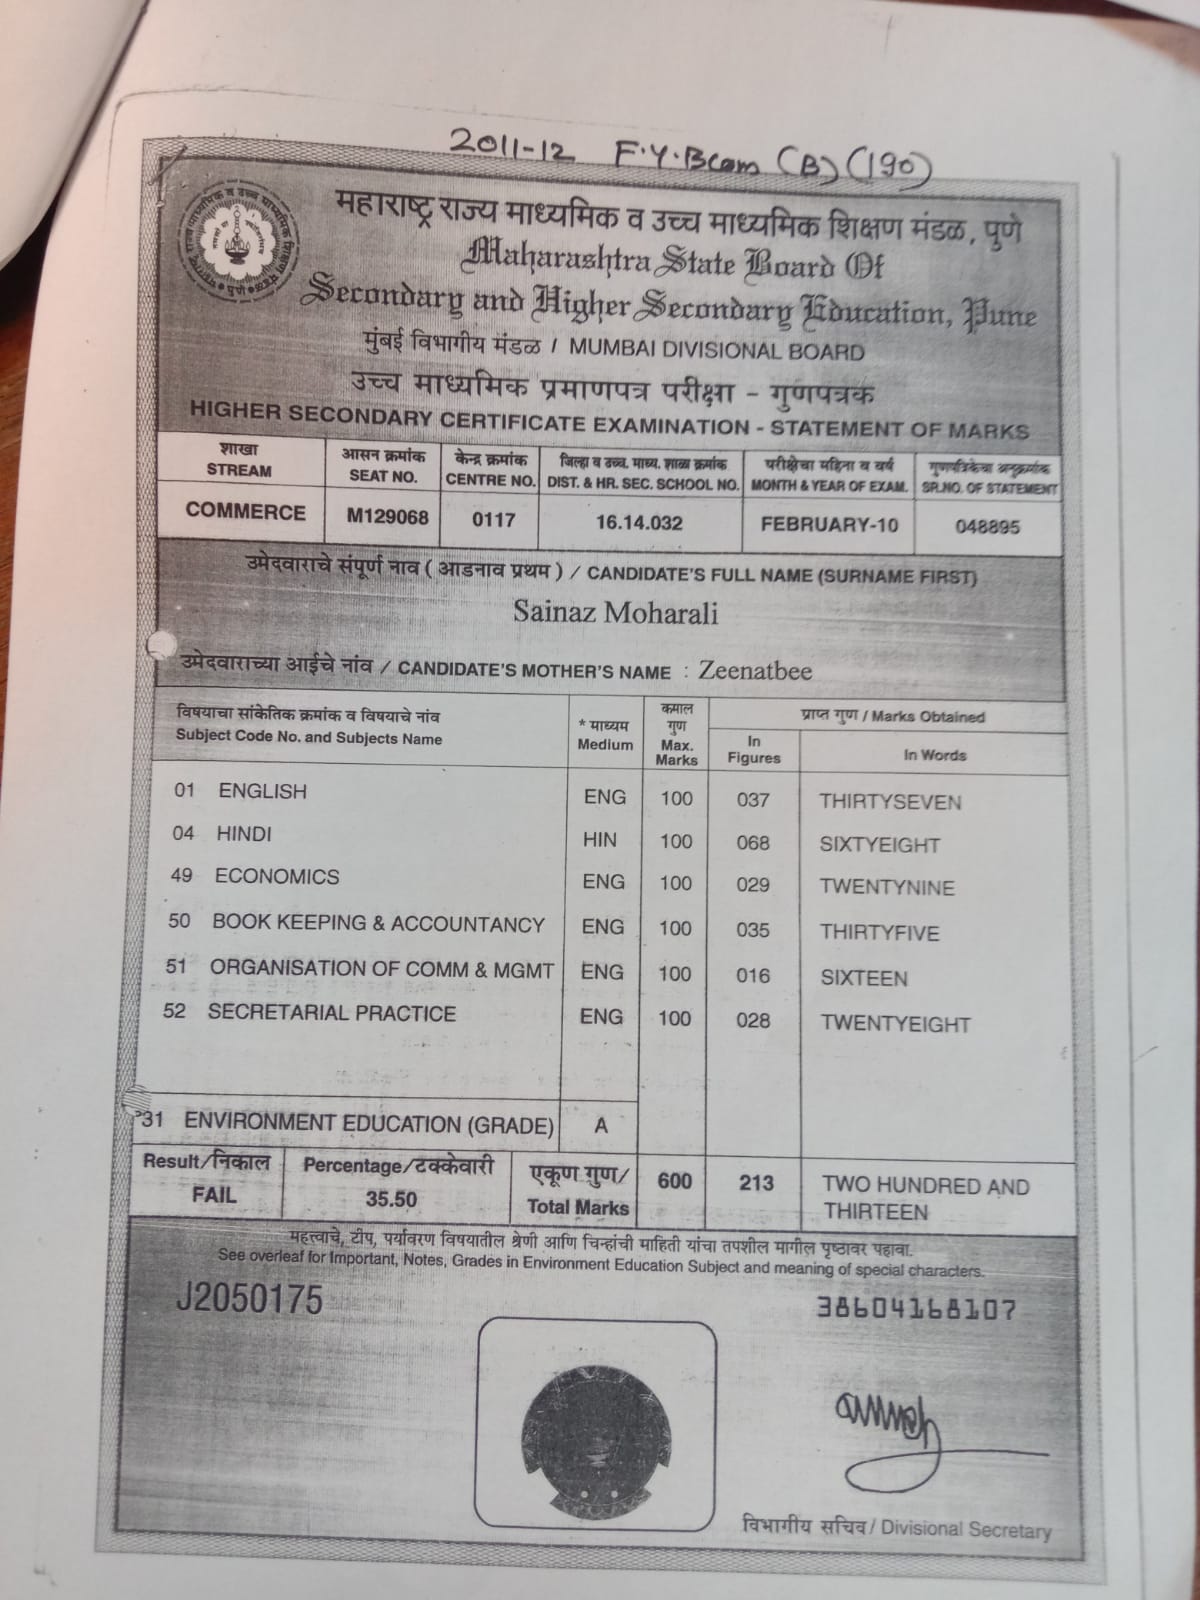 2011-12 F.Y.Bcom (B) (190)
महाराष्ट्र राज्य माध्यमिक व उच्च माध्यमिक शिक्षण मंडळ, पुणे
Maharashtra State Board Of
Secondary and Higher Secondary Education, Pune
मुंबई विभागीय मंडळ / MUMBAI DIVISIONAL BOARD
उच्च माध्यमिक प्रमाणपत्र परीक्षा - गुणपत्रक
HIGHER SECONDARY CERTIFICATE EXAMINATION - STATEMENT OF MARKS
शाखा आसन क्रमांक केन्द्र क्रमांक जिल्हा व उच्च. माध्य. शाळा क्रमांक परीक्षेचा महिना व वर्ष गुणपत्रिकेचा अनुक्रमांक
STREAM SEAT NO. CENTRE NO. DIST. & HR. SEC. SCHOOL NO. MONTH & YEAR OF EXAM. SR.NO. OF STATEMENT
COMMERCE M129068 0117 16.14.032 FEBRUARY-10 048895
उमेदवाराचे संपूर्ण नाव ( आडनाव प्रथम ) / CANDIDATE'S FULL NAME (SURNAME FIRST)
Sainaz Moharali
उमेदवाराच्या आईचे नांव / CANDIDATE'S MOTHER'S NAME : Zeenatbee
विषयाचा सांकेतिक क्रमांक व विषयाचे नांव
Subject Code No. and Subjects Name
* माध्यम
Medium
कमाल
गुण
Max.
Marks
प्राप्त गुण / Marks Obtained
In
Figures
In Words
01 ENGLISH ENG 100 037 THIRTYSEVEN
04 HINDI HIN 100 068 SIXTYEIGHT
49 ECONOMICS ENG 100 029 TWENTYNINE
50 BOOK KEEPING & ACCOUNTANCY ENG 100 035 THIRTYFIVE
51 ORGANISATION OF COMM & MGMT ENG 100 016 SIXTEEN
52 SECRETARIAL PRACTICE ENG 100 028 TWENTYEIGHT
31 ENVIRONMENT EDUCATION (GRADE) A
Result/निकाल Percentage/टक्केवारी एकूण गुण/ 600 213 TWO HUNDRED AND
FAIL 35.50 Total Marks THIRTEEN
महत्त्वाचे, टीप, पर्यावरण विषयातील श्रेणी आणि चिन्हांची माहिती यांचा तपशील मागील पृष्ठावर पहावा.
See overleaf for Important, Notes, Grades in Environment Education Subject and meaning of special characters.
J2050175 38604168107
विभागीय सचिव / Divisional Secretary